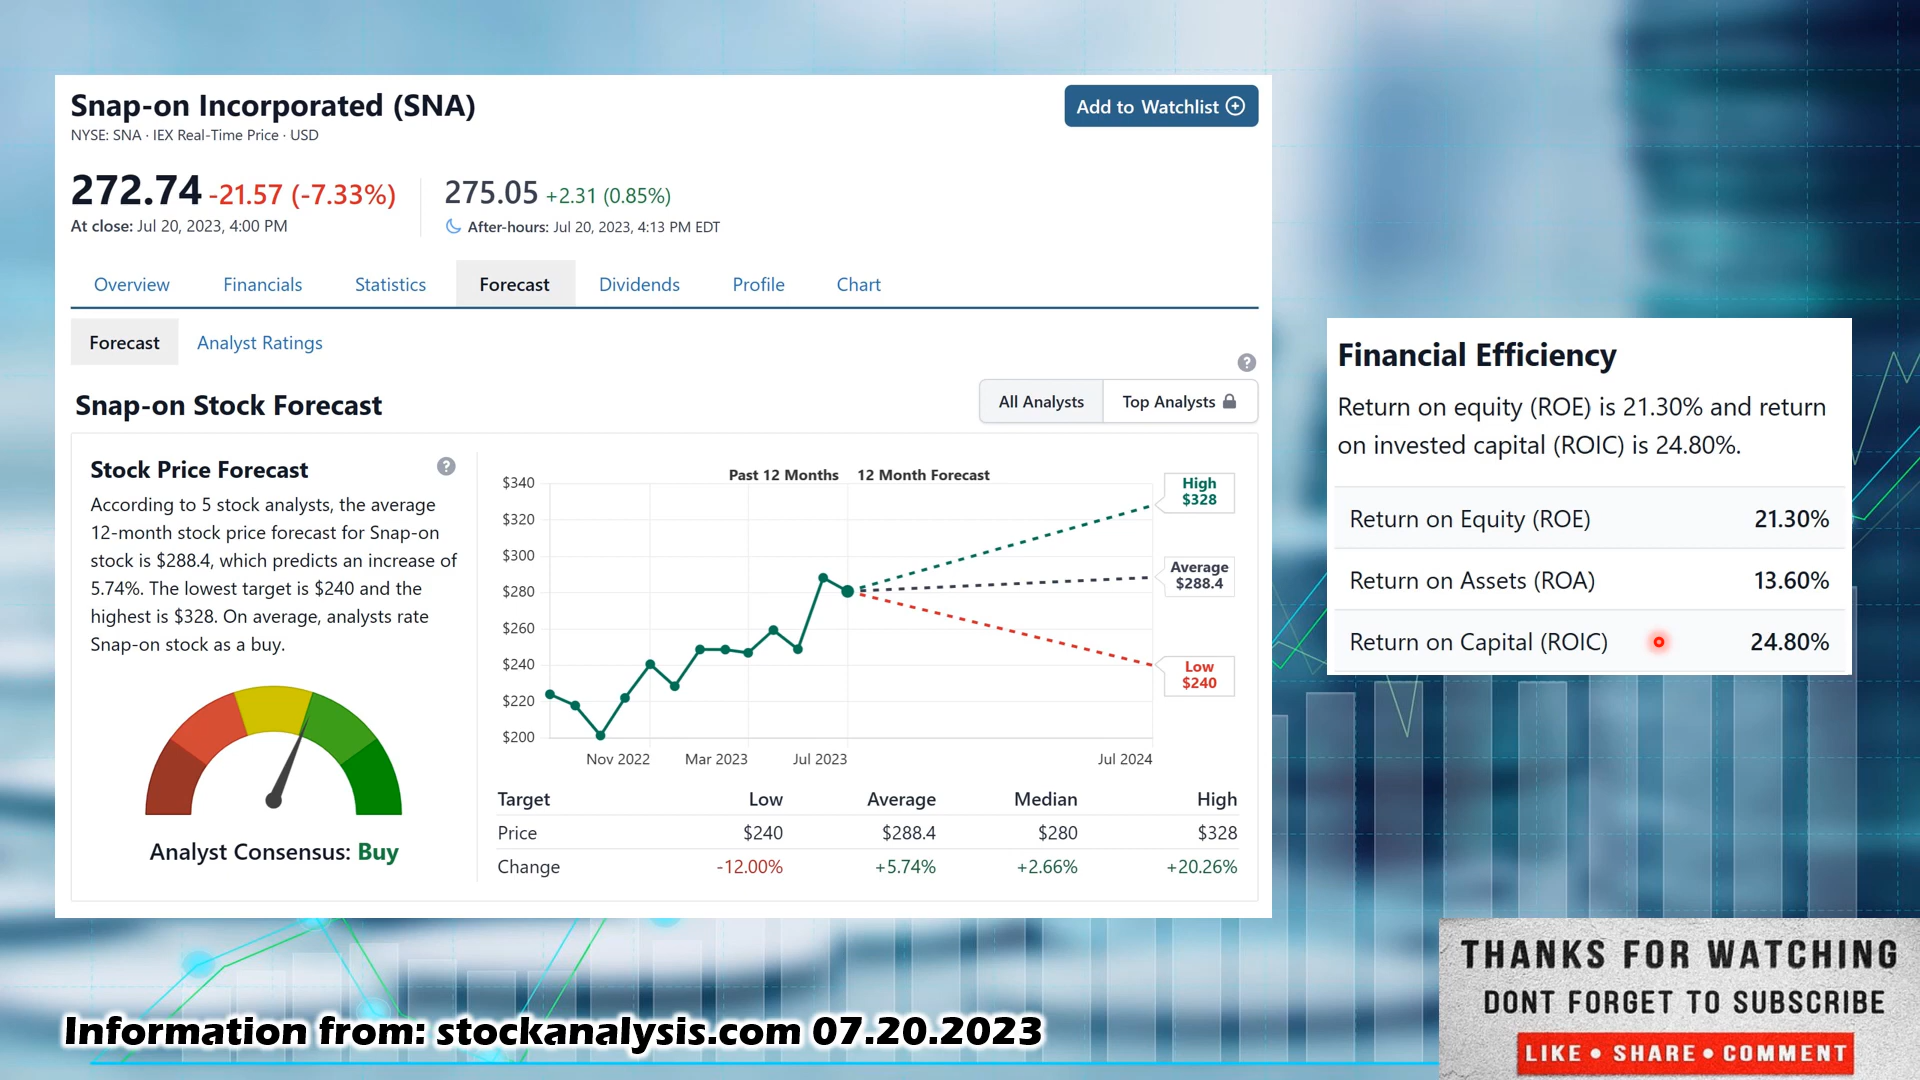 Snap-on Incorporated (SNA)
NYSE: SNA · IEX Real-Time Price · USD
Add to Watchlist
272.74 -21.57 (-7.33%)
At close: Jul 20, 2023, 4:00 PM
275.05 +2.31 (0.85%)
After-hours: Jul 20, 2023, 4:13 PM EDT
Overview Financials Statistics Forecast Dividends Profile Chart
Forecast Analyst Ratings
?
Snap-on Stock Forecast
All Analysts Top Analysts
Stock Price Forecast ?
According to 5 stock analysts, the average
12-month stock price forecast for Snap-on
stock is $288.4, which predicts an increase of
5.74%. The lowest target is $240 and the
highest is $328. On average, analysts rate
Snap-on stock as a buy.
Analyst Consensus: Buy
Past 12 Months 12 Month Forecast
$340
$320
$300
$280
$260
$240
$220
$200
High
$328
Average
$288.4
Low
$240
Nov 2022 Mar 2023 Jul 2023 Jul 2024
Target Low Average Median High
Price $240 $288.4 $280 $328
Change -12.00% +5.74% +2.66% +20.26%
Financial Efficiency
Return on equity (ROE) is 21.30% and return
on invested capital (ROIC) is 24.80%.
Return on Equity (ROE) 21.30%
Return on Assets (ROA) 13.60%
Return on Capital (ROIC) 24.80%
Information from: stockanalysis.com 07.20.2023
THANKS FOR WATCHING
DONT FORGET TO SUBSCRIBE
LIKE • SHARE • COMMENT